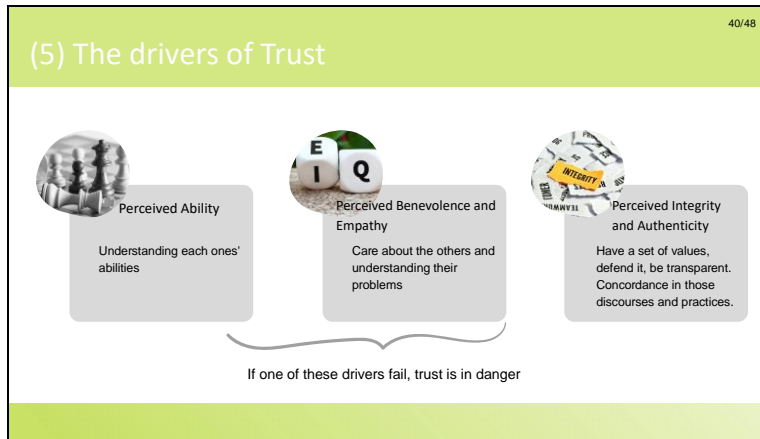 40/48
(5) The drivers of Trust
E
I Q
Perceived Ability
Understanding each ones'
abilities
Perceived Benevolence and
Empathy
Care about the others and
understanding their
problems
INTEGRITY
TEAMWORK
Perceived Integrity
and Authenticity
Have a set of values,
defend it, be transparent.
Concordance in those
discourses and practices.
If one of these drivers fail, trust is in danger